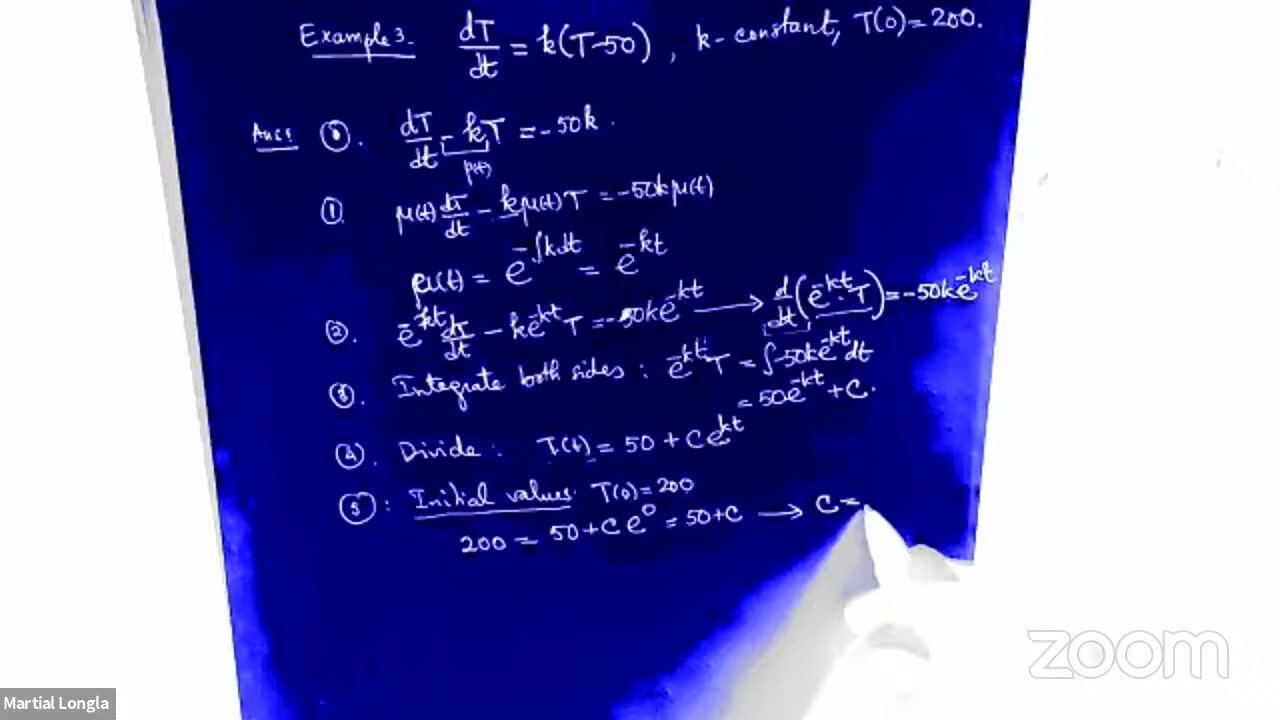 Example 3. dT/dt = k(T-50), k-constant, T(0)=200.
Ans: ⓪. dT/dt - kT = -50k.
p(t)
①. μ(t) dT/dt - kμ(t)T = -50kμ(t)
μ(t) = e^{-∫kdt} = e^{-kt}
②. e^{-kt} dT/dt - ke^{-kt}T = -50ke^{-kt} → d/dt(e^{-kt}.T) = -50ke^{-kt}
③. Integrate both sides: e^{-kt}T = ∫-50ke^{-kt}dt
= 50e^{-kt} + C.
④. Divide: T(t) = 50 + Ce^{kt}
⑤: Initial values T(0)=200
200 = 50+Ce^0 = 50+C → C=
zoom
Martial Longla